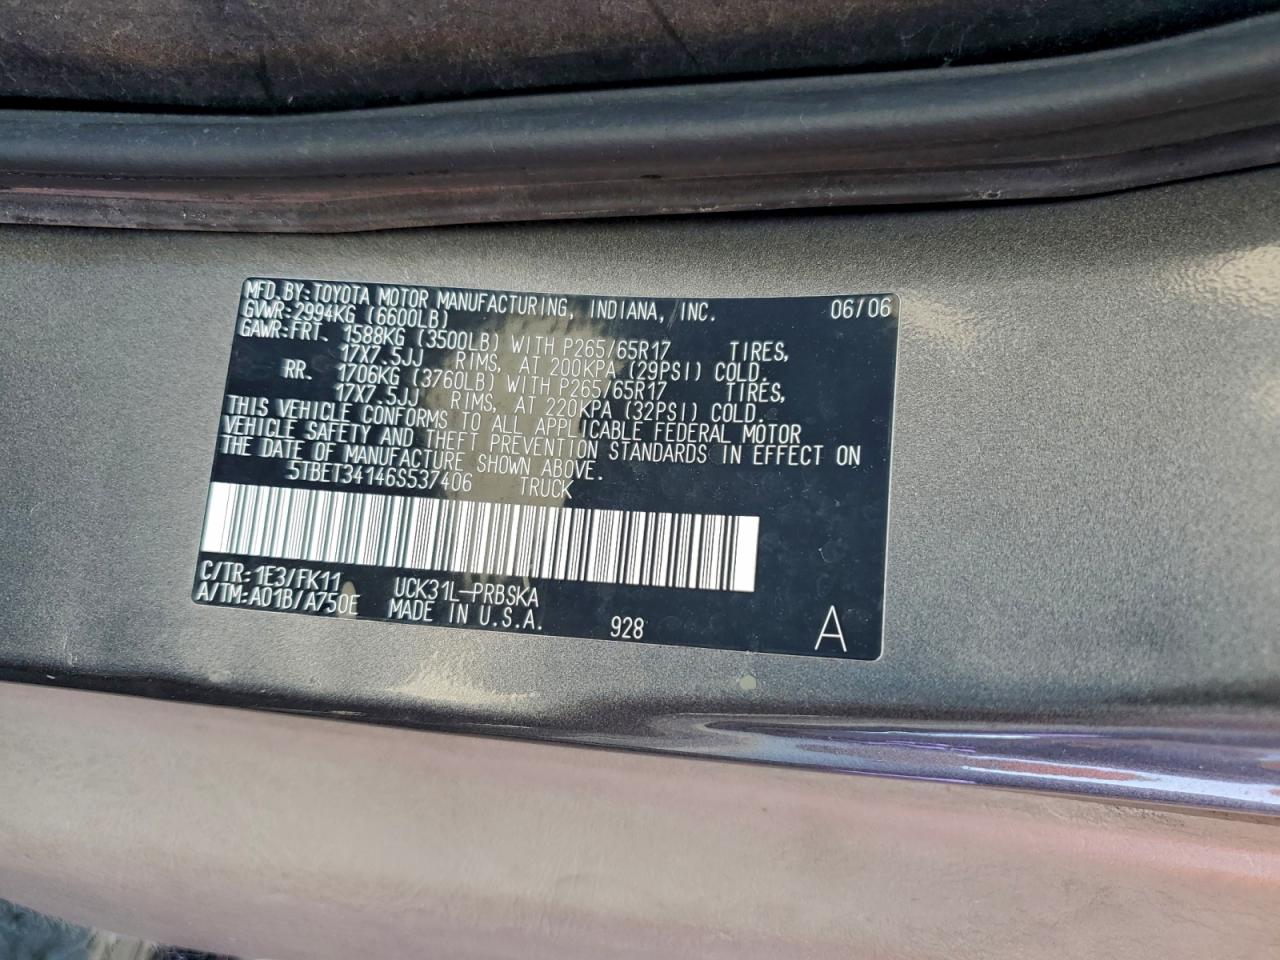 MFD.BY:TOYOTA MOTOR MANUFACTURING, INDIANA, INC. 06/06
GVWR:2994KG (6600LB)
GAWR:FRT. 1588KG (3500LB) WITH P265/65R17 TIRES,
17X7.5JJ RIMS, AT 200KPA (29PSI) COLD.
RR. 1706KG (3760LB) WITH P265/65R17 TIRES,
17X7.5JJ RIMS, AT 220KPA (32PSI) COLD.
THIS VEHICLE CONFORMS TO ALL APPLICABLE FEDERAL MOTOR
VEHICLE SAFETY AND THEFT PREVENTION STANDARDS IN EFFECT ON
THE DATE OF MANUFACTURE SHOWN ABOVE.
5TBET34146S537406 TRUCK
C/TR:1E3/FK11 UCK31L-PRBSKA
A/TM:A01B/A750E MADE IN U.S.A. 928 A